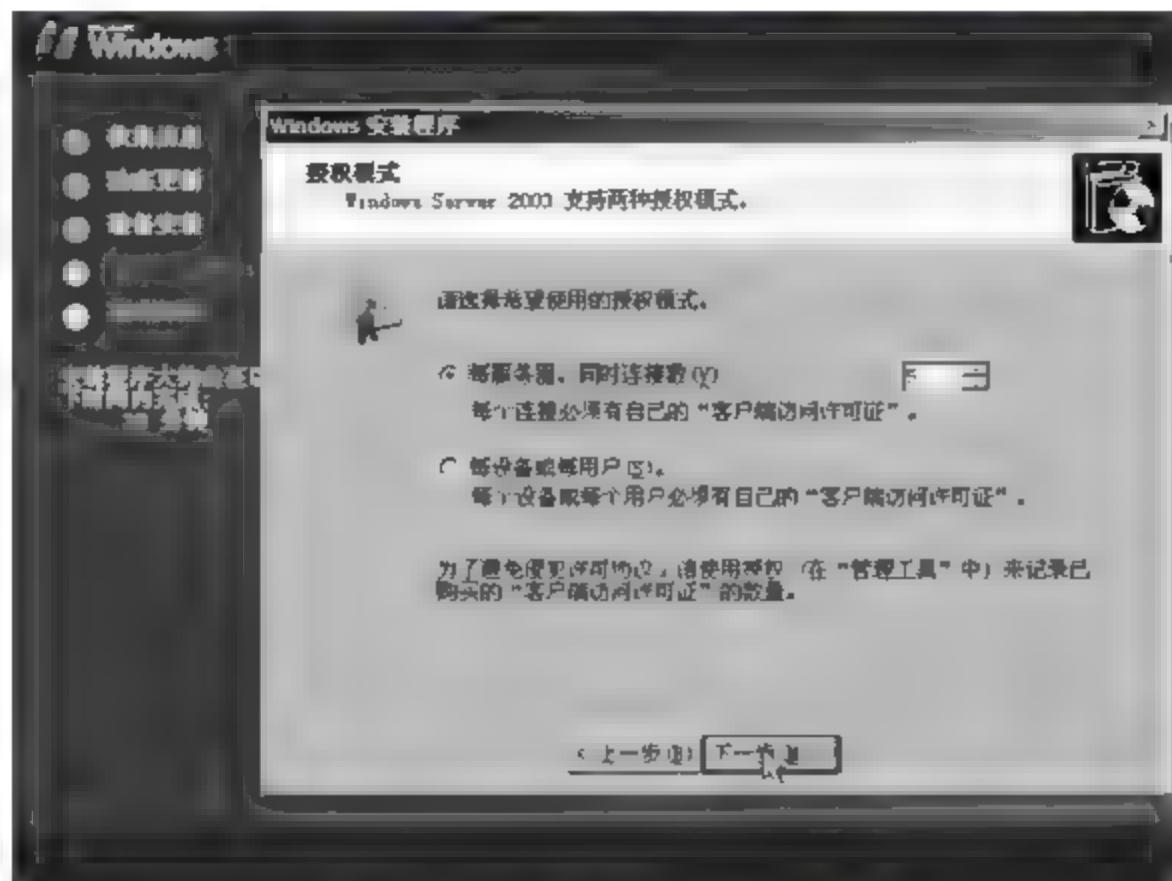 Windows
Windows 安装程序
授权模式
Windows Server 2003 支持两种授权模式。
请选择希望使用的授权模式。
每服务器。同时连接数(V)
每个连接必须有自己的“客户端访问许可证”。
每设备或每用户(S)。
每个设备或每个用户必须有自己的“客户端访问许可证”。
为了避免 许可协议，请使用授权（在“管理工具”中）来记录已
购买的“客户端访问许可证”的数量。
<上一步(B)
下一步